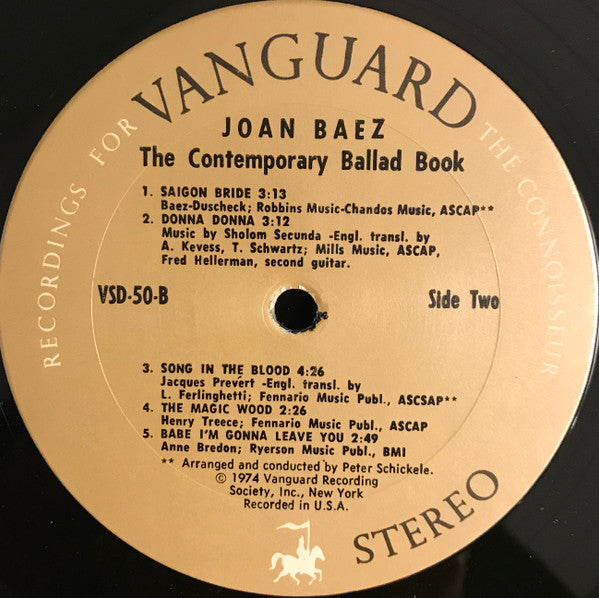 RECORDINGS FOR VANGUARD THE CONNOISSEUR
JOAN BAEZ
The Contemporary Ballad Book
1. SAIGON BRIDE 3:13
Baez-Duscheck; Robbins Music-Chandos Music, ASCAP**
2. DONNA DONNA 3:12
Music by Sholom Secunda -Engl. transl. by
A. Kevess, T. Schwartz; Mills Music, ASCAP,
Fred Hellerman, second guitar.
VSD-50-B
Side Two
3. SONG IN THE BLOOD 4:26
Jacques Prevert -Engl. transl. by
L. Ferlinghetti; Fennario Music Publ., ASCSAP**
4. THE MAGIC WOOD 2:26
Henry Treece; Fennario Music Publ., ASCAP
5. BABE I'M GONNA LEAVE YOU 2:49
Anne Bredon; Ryerson Music Publ., BMI
** Arranged and conducted by Peter Schickele.
© 1974 Vanguard Recording
Society, Inc., New York
Recorded in U.S.A.
STEREO